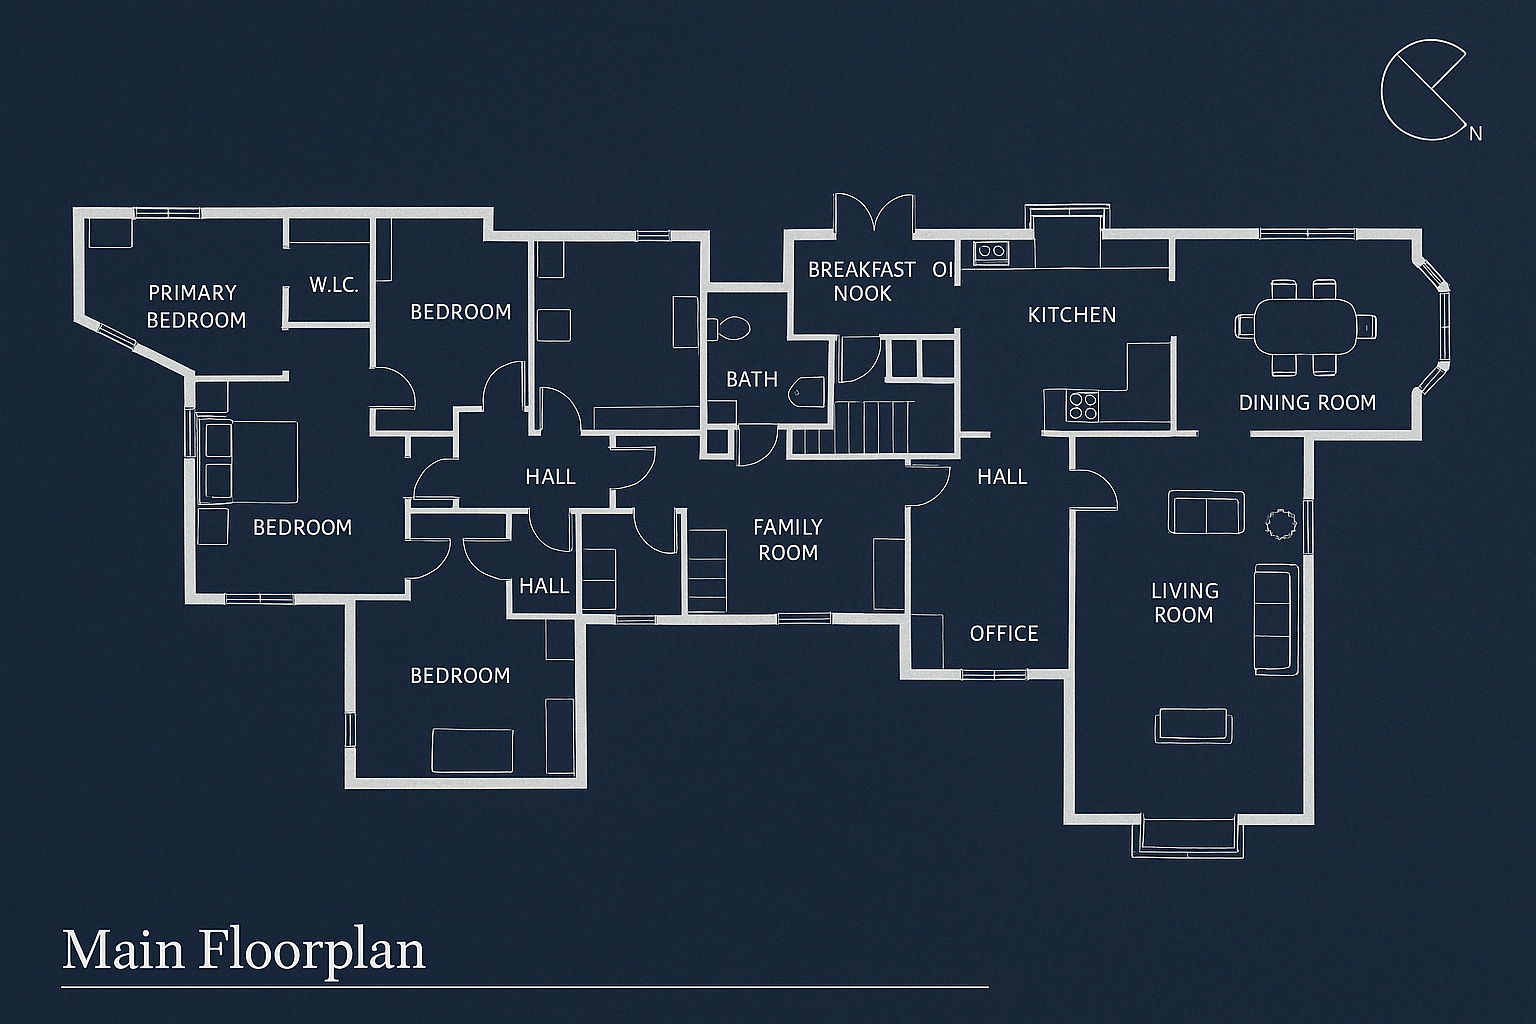 N
BREAKFAST OI
NOOK
W.I.C.
PRIMARY
BEDROOM
BEDROOM
KITCHEN
BATH
DINING ROOM
HALL
HALL
BEDROOM
FAMILY
ROOM
HALL
LIVING
ROOM
OFFICE
BEDROOM
Main Floorplan